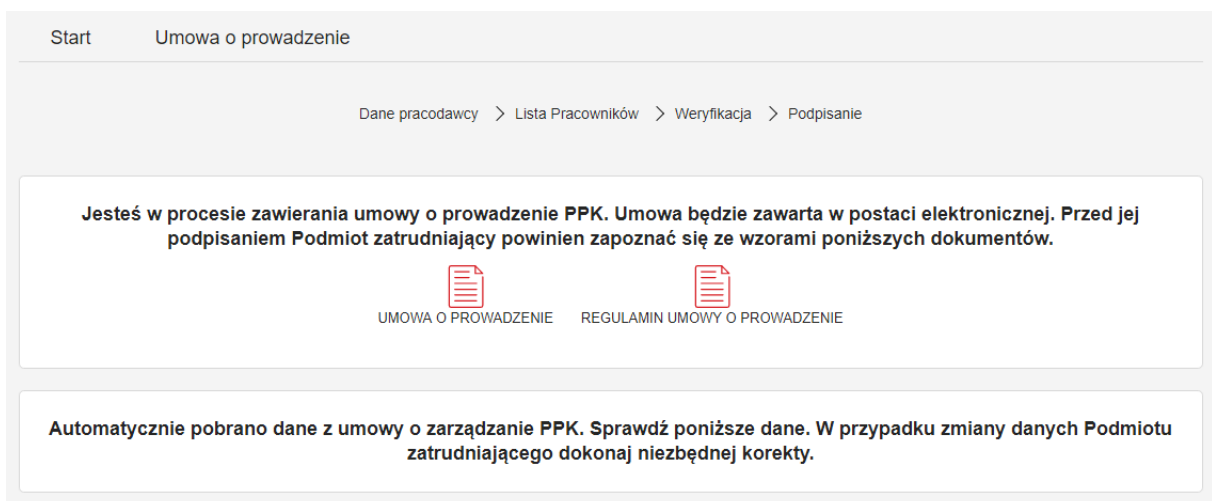 Start Umowa o prowadzenie
Dane pracodawcy > Lista Pracowników > Weryfikacja > Podpisanie
Jesteś w procesie zawierania umowy o prowadzenie PPK. Umowa będzie zawarta w postaci elektronicznej. Przed jej
podpisaniem Podmiot zatrudniający powinien zapoznać się ze wzorami poniższych dokumentów.
UMOWA O PROWADZENIE REGULAMIN UMOWY O PROWADZENIE
Automatycznie pobrano dane z umowy o zarządzanie PPK. Sprawdź poniższe dane. W przypadku zmiany danych Podmiotu
zatrudniającego dokonaj niezbędnej korekty.